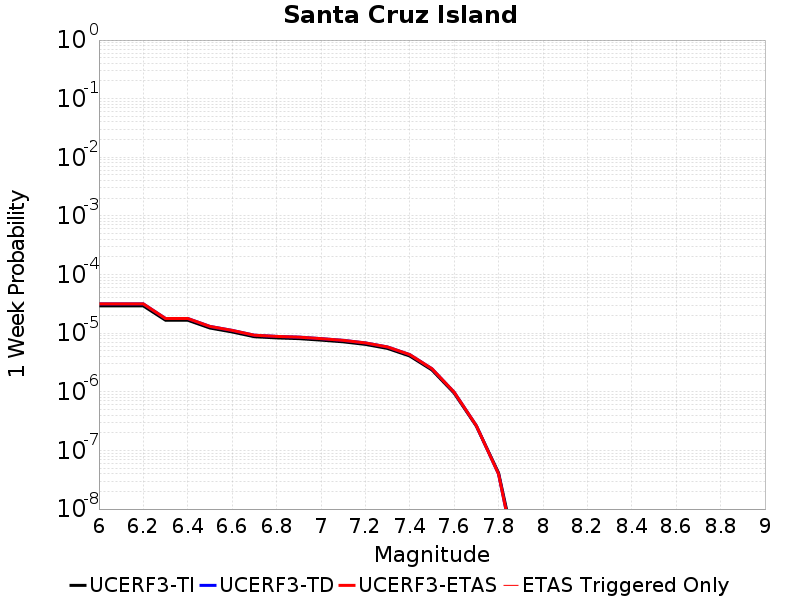 Santa Cruz Island
1 Week Probability
10^0
10^-1
10^-2
10^-3
10^-4
10^-5
10^-6
10^-7
10^-8
6 6.2 6.4 6.6 6.8 7 7.2 7.4 7.6 7.8 8 8.2 8.4 8.6 8.8 9
Magnitude
UCERF3-TI UCERF3-TD UCERF3-ETAS ETAS Triggered Only